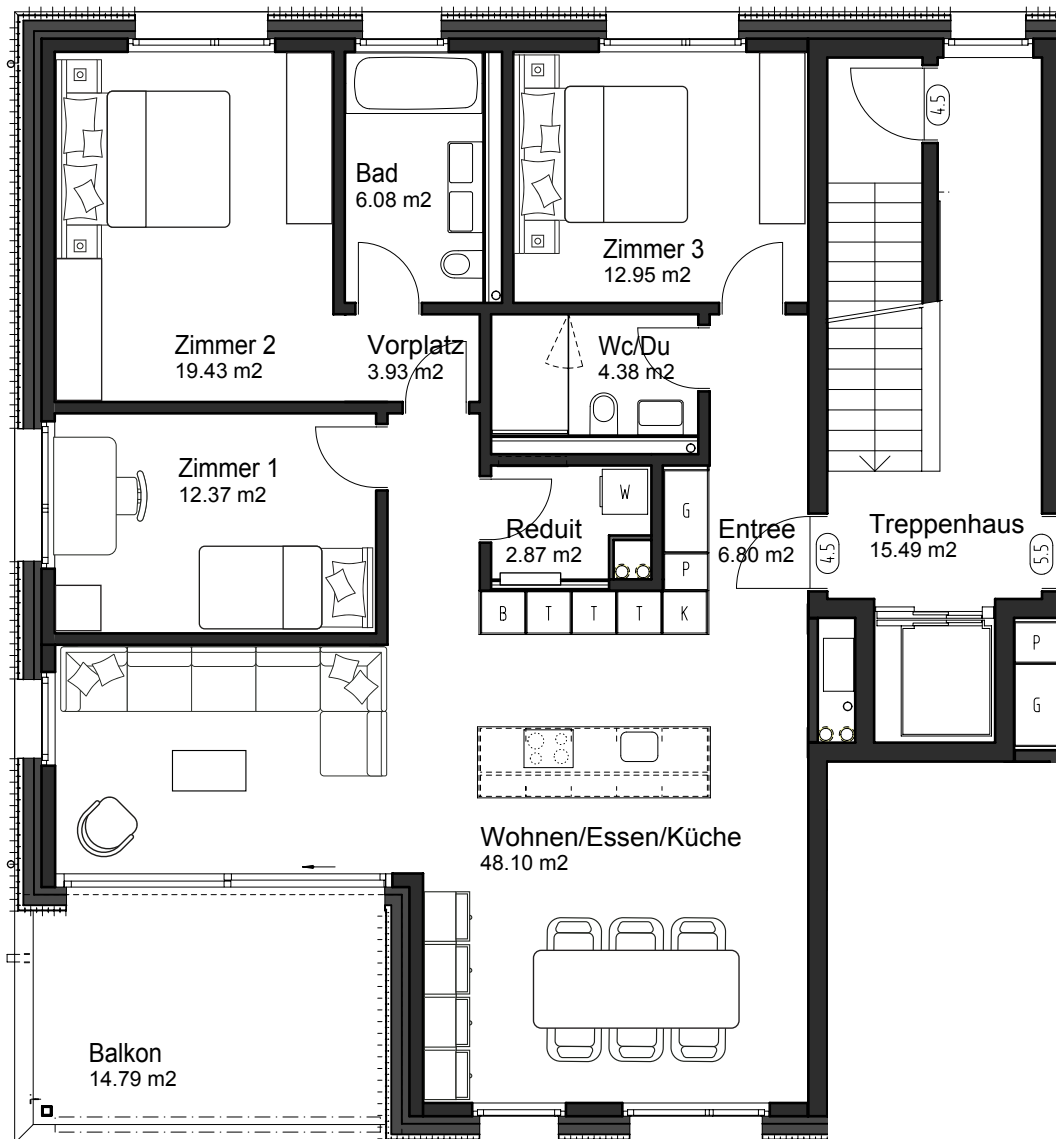 4.5
Bad
6.08 m2
Zimmer 3
12.95 m2
Zimmer 2
19.43 m2
Vorplatz
3.93 m2
Wc/Du
4.38 m2
Zimmer 1
12.37 m2
W
G
Reduit
2.87 m2
Entree
6.80 m2
Treppenhaus
15.49 m2
4.5
5.5
P
B T T T K
P
G
Wohnen/Essen/Küche
48.10 m2
Balkon
14.79 m2